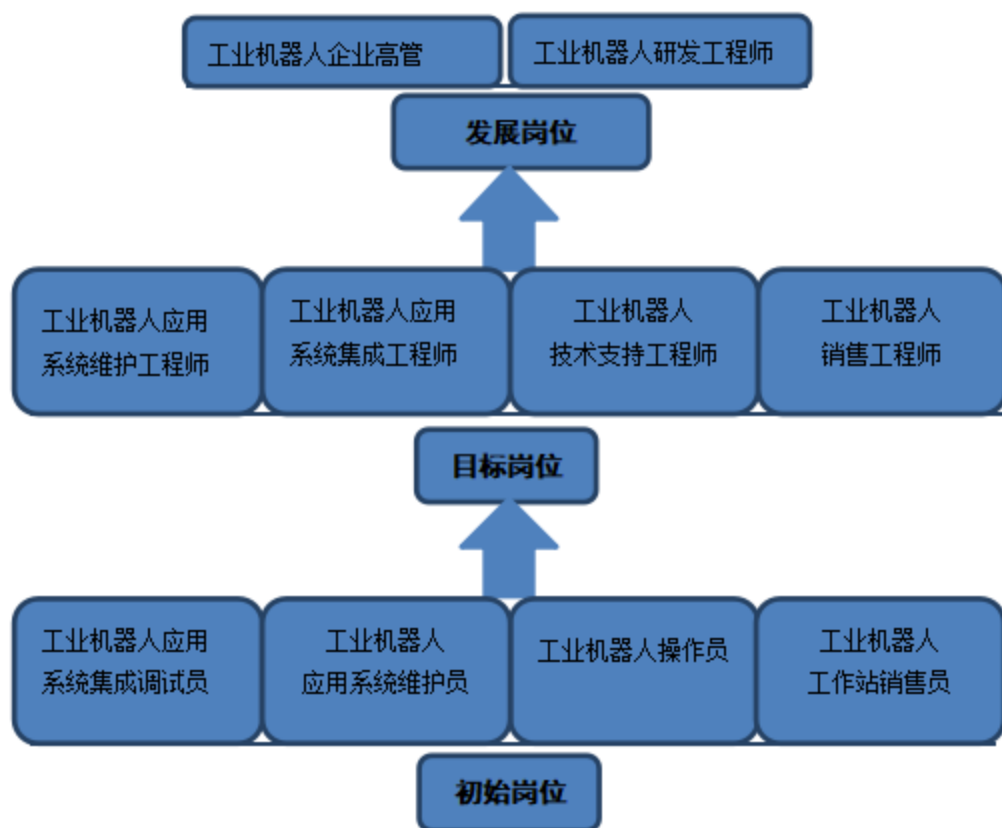 工业机器人企业高管
工业机器人研发工程师
发展岗位
工业机器人应用
系统维护工程师
工业机器人应用
系统集成工程师
工业机器人
技术支持工程师
工业机器人
销售工程师
目标岗位
工业机器人应用
系统集成调试员
工业机器人
应用系统维护员
工业机器人操作员
工业机器人
工作站销售员
初始岗位